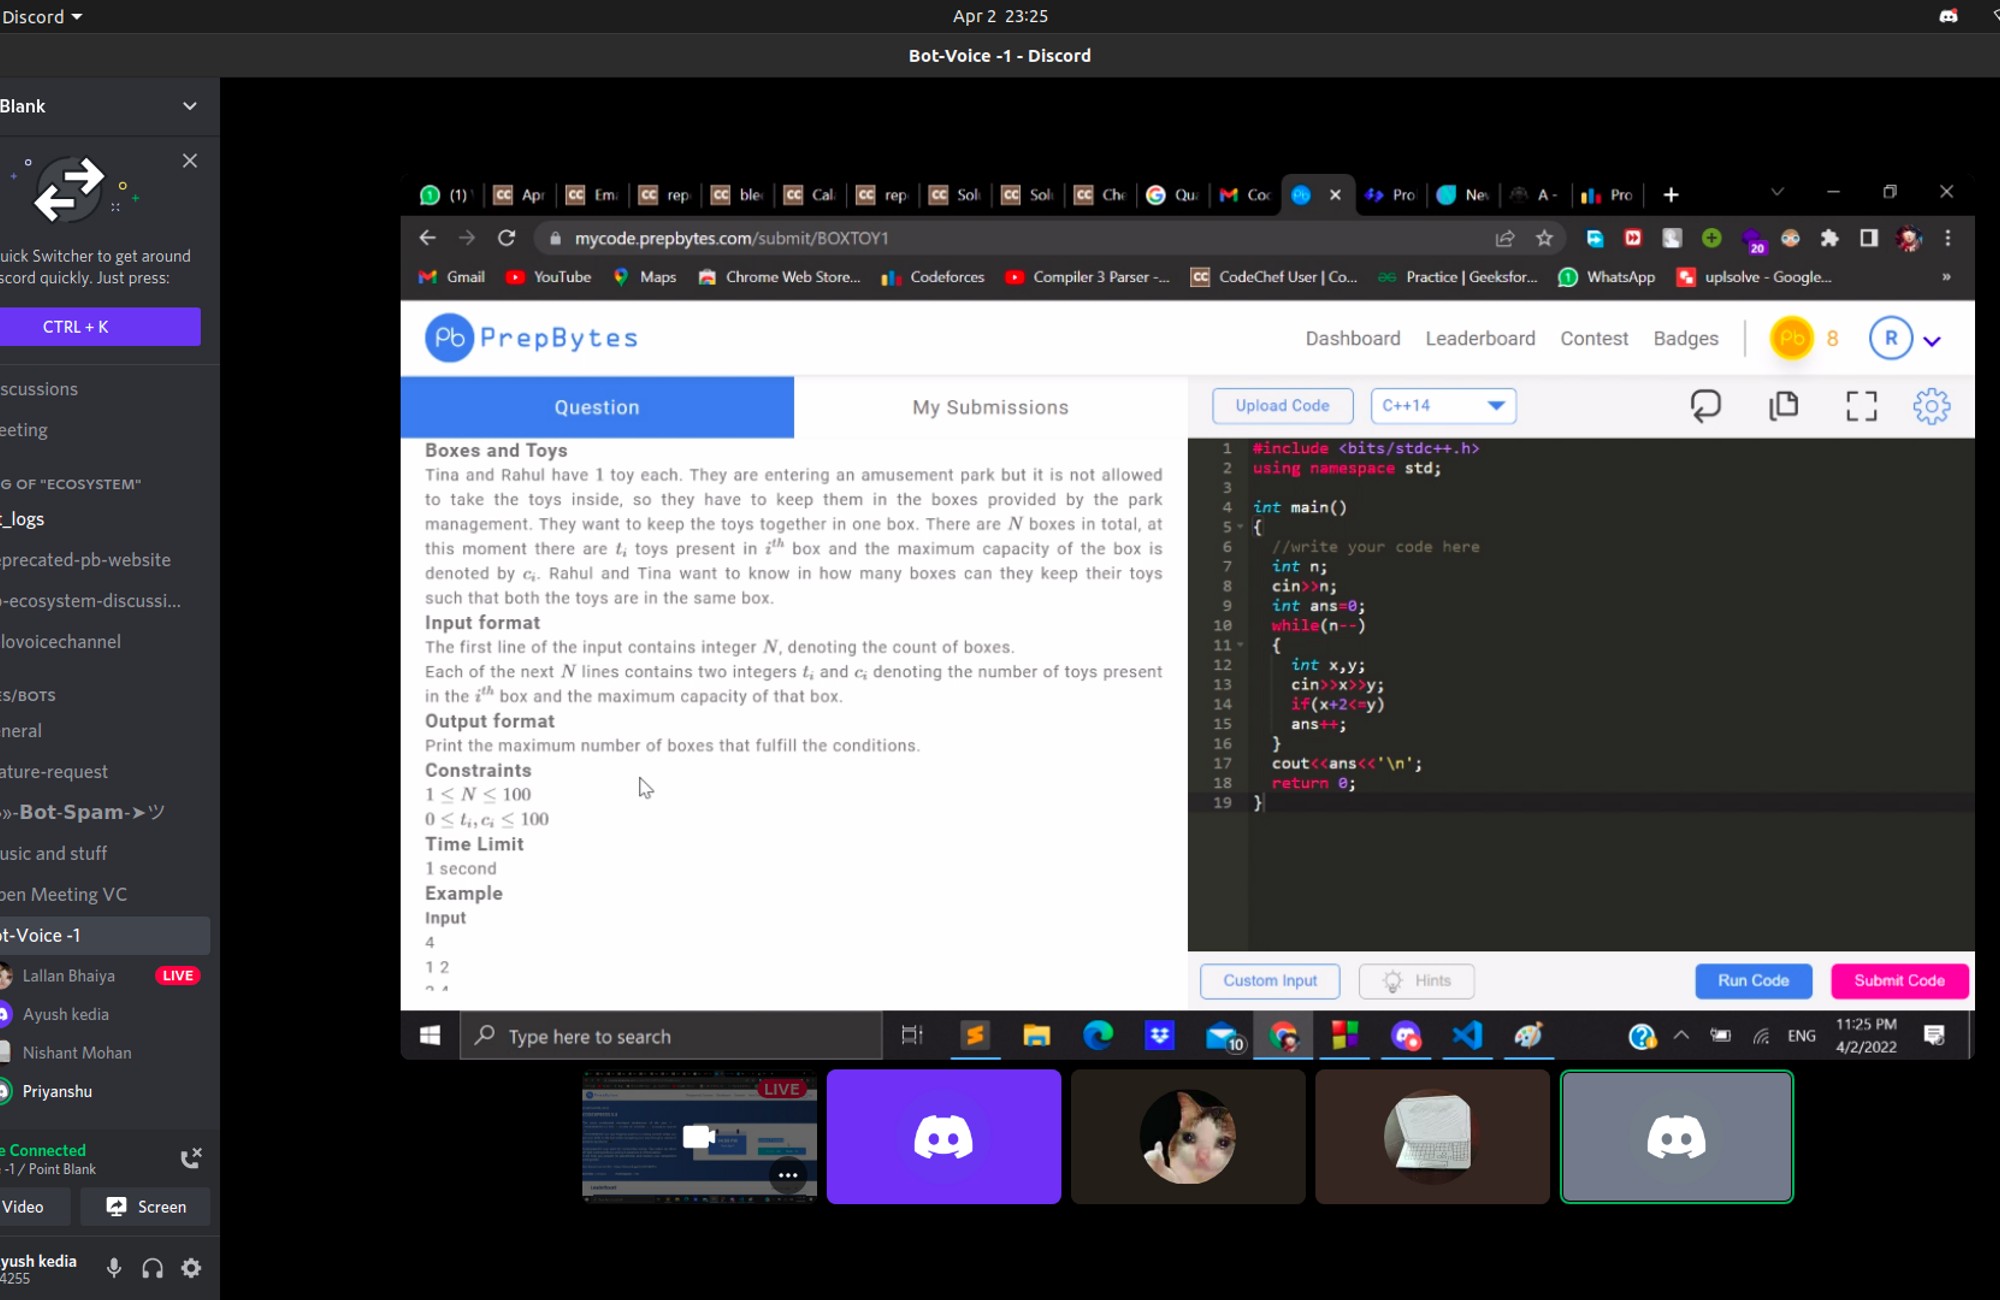 Discord
Apr 2 23:25
Bot-Voice -1 - Discord
Blank
uick Switcher to get around
scord quickly. Just press:
CTRL + K
scussions
eeting
G OF "ECOSYSTEM"
t_logs
eprecated-pb-website
-ecosystem-discussi...
lovoicechannel
ES/BOTS
neral
ature-request
»-Bot-Spam-➤ツ
usic and stuff
pen Meeting VC
ot-Voice -1
Lallan Bhaiya LIVE
Ayush kedia
Nishant Mohan
Priyanshu
e Connected
-1 / Point Blank
Video
Screen
yush kedia
4255
(1) Apr Em rep ble Cal rep Sol Sol Che Qu Coc Pro Ne A - Pro
mycode.prepbytes.com/submit/BOXTOY1
20
Gmail YouTube Maps Chrome Web Store... Codeforces Compiler 3 Parser -... CodeChef User | Co... Practice | Geeksfor... WhatsApp uplsolve - Google... »
Pb PrepBytes
Dashboard Leaderboard Contest Badges Pb 8 R
Question
My Submissions
Upload Code
C++14
Boxes and Toys
Tina and Rahul have 1 toy each. They are entering an amusement park but it is not allowed
to take the toys inside, so they have to keep them in the boxes provided by the park
management. They want to keep the toys together in one box. There are N boxes in total, at
this moment there are tᵢ toys present in iᵗʰ box and the maximum capacity of the box is
denoted by cᵢ. Rahul and Tina want to know in how many boxes can they keep their toys
such that both the toys are in the same box.
Input format
The first line of the input contains integer N, denoting the count of boxes.
Each of the next N lines contains two integers tᵢ and cᵢ denoting the number of toys present
in the iᵗʰ box and the maximum capacity of that box.
Output format
Print the maximum number of boxes that fulfill the conditions.
Constraints
1 ≤ N ≤ 100
0 ≤ tᵢ, cᵢ ≤ 100
Time Limit
1 second
Example
Input
4
1 2
1 #include <bits/stdc++.h>
2 using namespace std;
3
4 int main()
5 {
6 //write your code here
7 int n;
8 cin>>n;
9 int ans=0;
10 while(n--)
11 {
12 int x,y;
13 cin>>x>>y;
14 if(x+2<=y)
15 ans++;
16 }
17 cout<<ans<<'\n';
18 return 0;
19 }
Custom Input
Hints
Run Code
Submit Code
Type here to search
10
ENG
11:25 PM
4/2/2022
LIVE